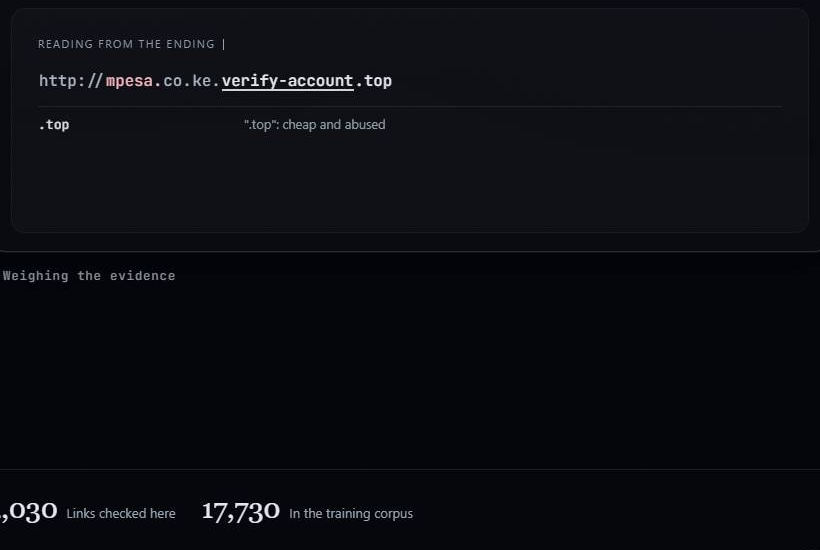 READING FROM THE ENDING
http://mpesa.co.ke.verify-account.top
.top ".top": cheap and abused
Weighing the evidence
,030 Links checked here 17,730 In the training corpus